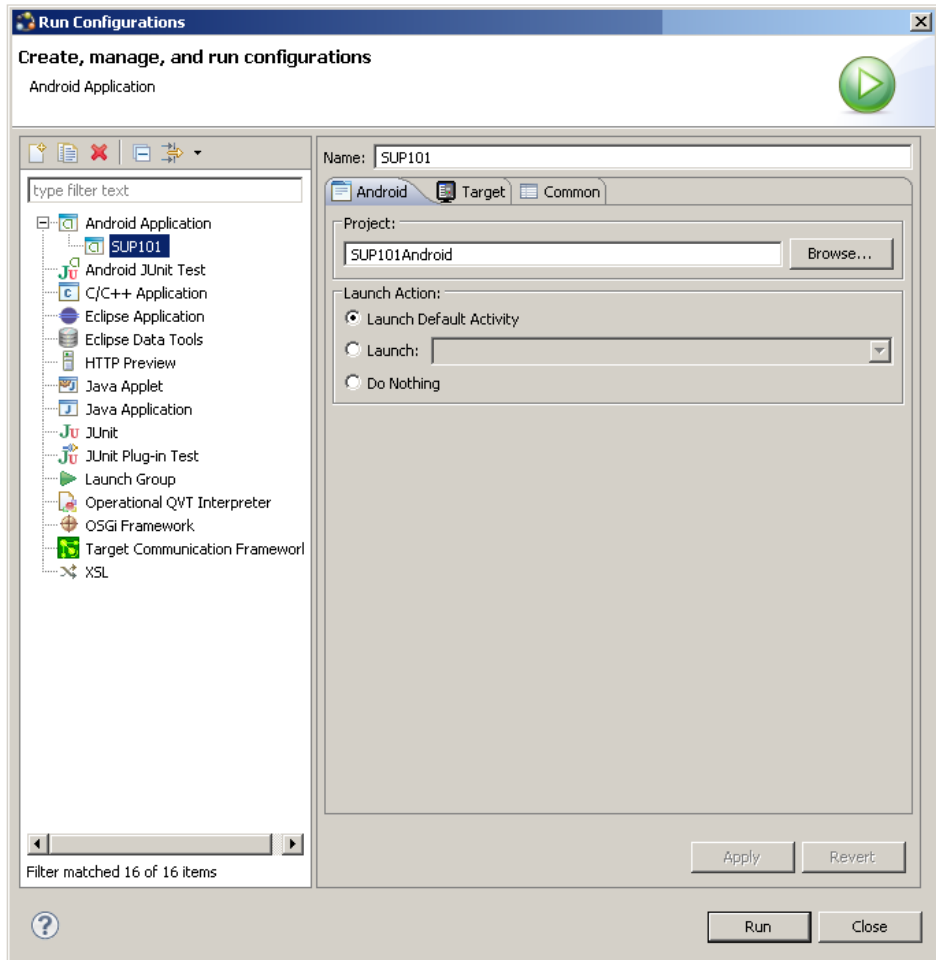 Run Configurations
Create, manage, and run configurations
Android Application
Name: SUP101
type filter text
Android Application
SUP101
Android JUnit Test
C/C++ Application
Eclipse Application
Eclipse Data Tools
HTTP Preview
Java Applet
Java Application
JUnit
JUnit Plug-in Test
Launch Group
Operational QVT Interpreter
OSGi Framework
Target Communication Framework
XSL
Filter matched 16 of 16 items
Android Target Common
Project:
SUP101Android Browse...
Launch Action:
Launch Default Activity
Launch:
Do Nothing
Apply Revert
? Run Close